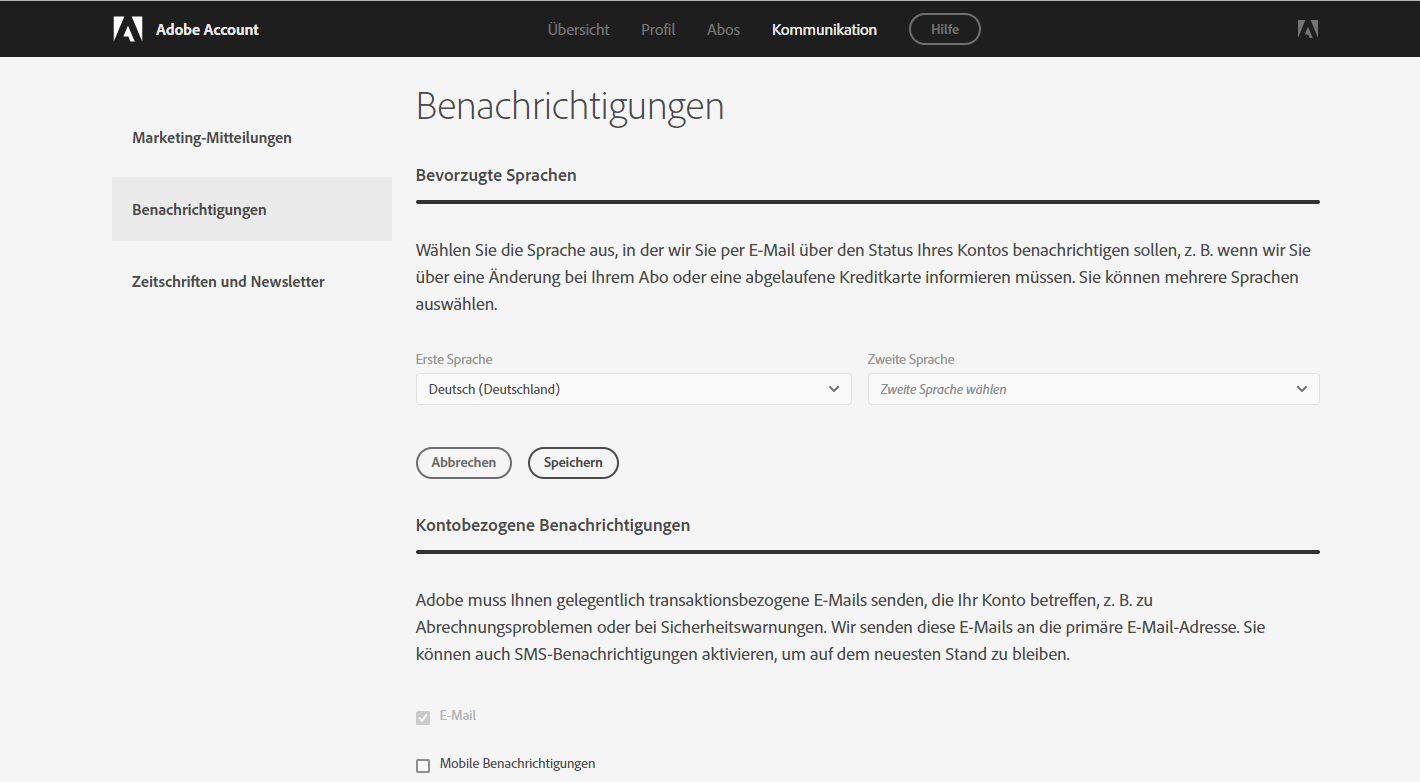 Adobe Account
Übersicht
Profil
Abos
Kommunikation
Hilfe
Marketing-Mitteilungen
Benachrichtigungen
Zeitschriften und Newsletter
Benachrichtigungen
Bevorzugte Sprachen
Wählen Sie die Sprache aus, in der wir Sie per E-Mail über den Status Ihres Kontos benachrichtigen sollen, z. B. wenn wir Sie
über eine Änderung bei Ihrem Abo oder eine abgelaufene Kreditkarte informieren müssen. Sie können mehrere Sprachen
auswählen.
Erste Sprache
Zweite Sprache
Deutsch (Deutschland)
Zweite Sprache wählen
Abbrechen
Speichern
Kontobezogene Benachrichtigungen
Adobe muss Ihnen gelegentlich transaktionsbezogene E-Mails senden, die Ihr Konto betreffen, z. B. zu
Abrechnungsproblemen oder bei Sicherheitswarnungen. Wir senden diese E-Mails an die primäre E-Mail-Adresse. Sie
können auch SMS-Benachrichtigungen aktivieren, um auf dem neuesten Stand zu bleiben.
E-Mail
Mobile Benachrichtigungen